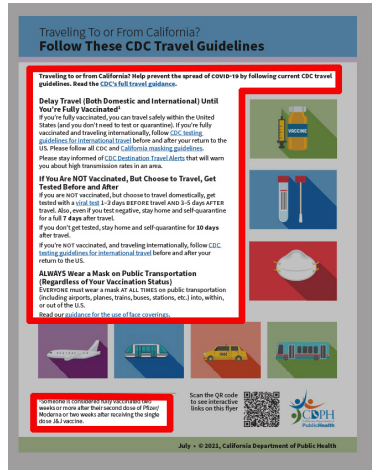 Traveling To or From California?
Follow These CDC Travel Guidelines
Traveling to or from California? Help prevent the spread of COVID-19 by following current CDC travel
guidelines. Read the CDC's full travel guidance.
Delay Travel (Both Domestic and International) Until
You're Fully Vaccinated¹
If you're fully vaccinated, you can travel safely within the United
States (and you don't need to test or quarantine). If you're fully
vaccinated and traveling internationally, follow CDC testing
guidelines for international travel before and after your return to the
US. Please follow all CDC and California masking guidelines.
Please stay informed of CDC Destination Travel Alerts that will warn
you about high transmission rates in an area.
If You Are NOT Vaccinated, But Choose to Travel, Get
Tested Before and After
If you are NOT vaccinated, but choose to travel domestically, get
tested with a viral test 1–3 days BEFORE travel AND 3–5 days AFTER
travel. Also, even if you test negative, stay home and self-quarantine
for a full 7 days after travel.
If you don't get tested, stay home and self-quarantine for 10 days
after travel.
If you're NOT vaccinated, and traveling internationally, follow CDC
testing guidelines for international travel before and after your
return to the US.
ALWAYS Wear a Mask on Public Transportation
(Regardless of Your Vaccination Status)
EVERYONE must wear a mask AT ALL TIMES on public transportation
(including airports, planes, trains, buses, stations, etc.) into, within,
or out of the U.S.
Read our guidance for the use of face coverings.
VACCINE
¹Someone is considered fully vaccinated two
weeks or more after their second dose of Pfizer/
Moderna or two weeks after receiving the single
dose J&J vaccine.
Scan the QR code
to see interactive
links on this flyer
CDPH
PublicHealth
July • © 2021, California Department of Public Health